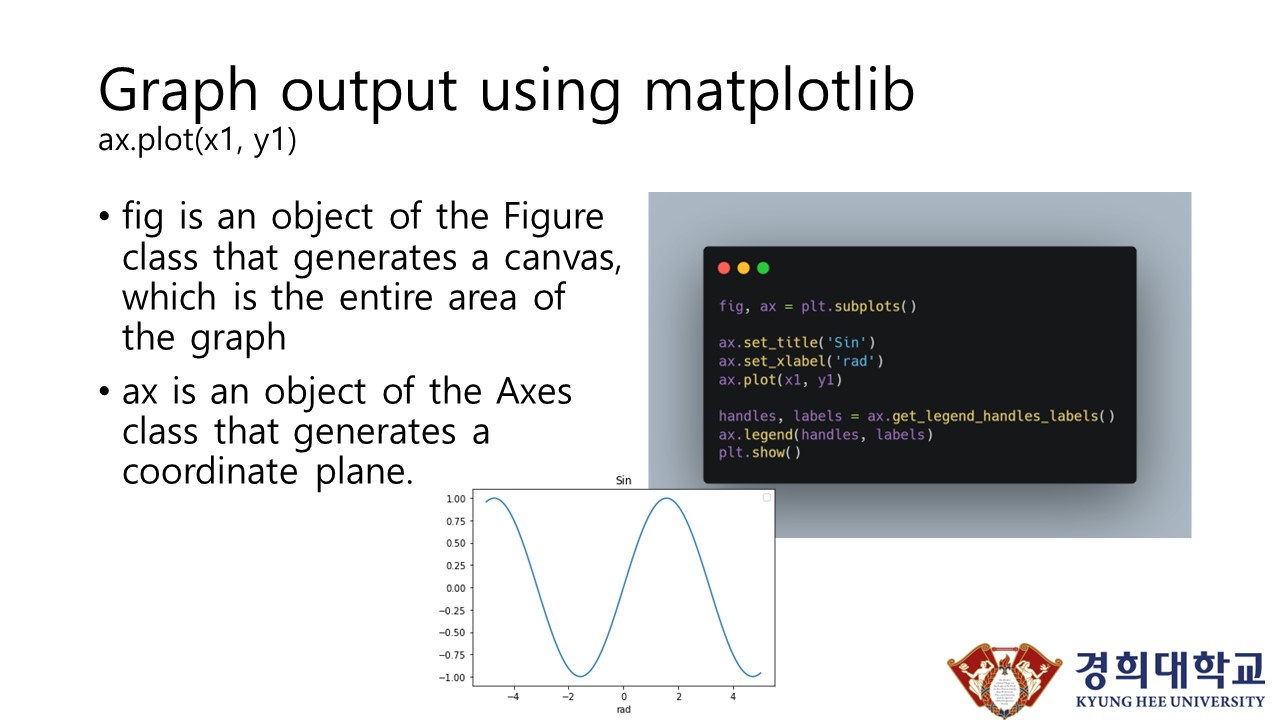 Graph output using matplotlib
ax.plot(x1, y1)
• fig is an object of the Figure
class that generates a canvas,
which is the entire area of
the graph
• ax is an object of the Axes
class that generates a
coordinate plane.
fig, ax = plt.subplots()
ax.set_title('Sin')
ax.set_xlabel('rad')
ax.plot(x1, y1)
handles, labels = ax.get_legend_handles_labels()
ax.legend(handles, labels)
plt.show()
Sin
1.00
0.75
0.50
0.25
0.00
−0.25
−0.50
−0.75
−1.00
−4 −2 0 2 4
rad
경희대학교
KYUNG HEE UNIVERSITY